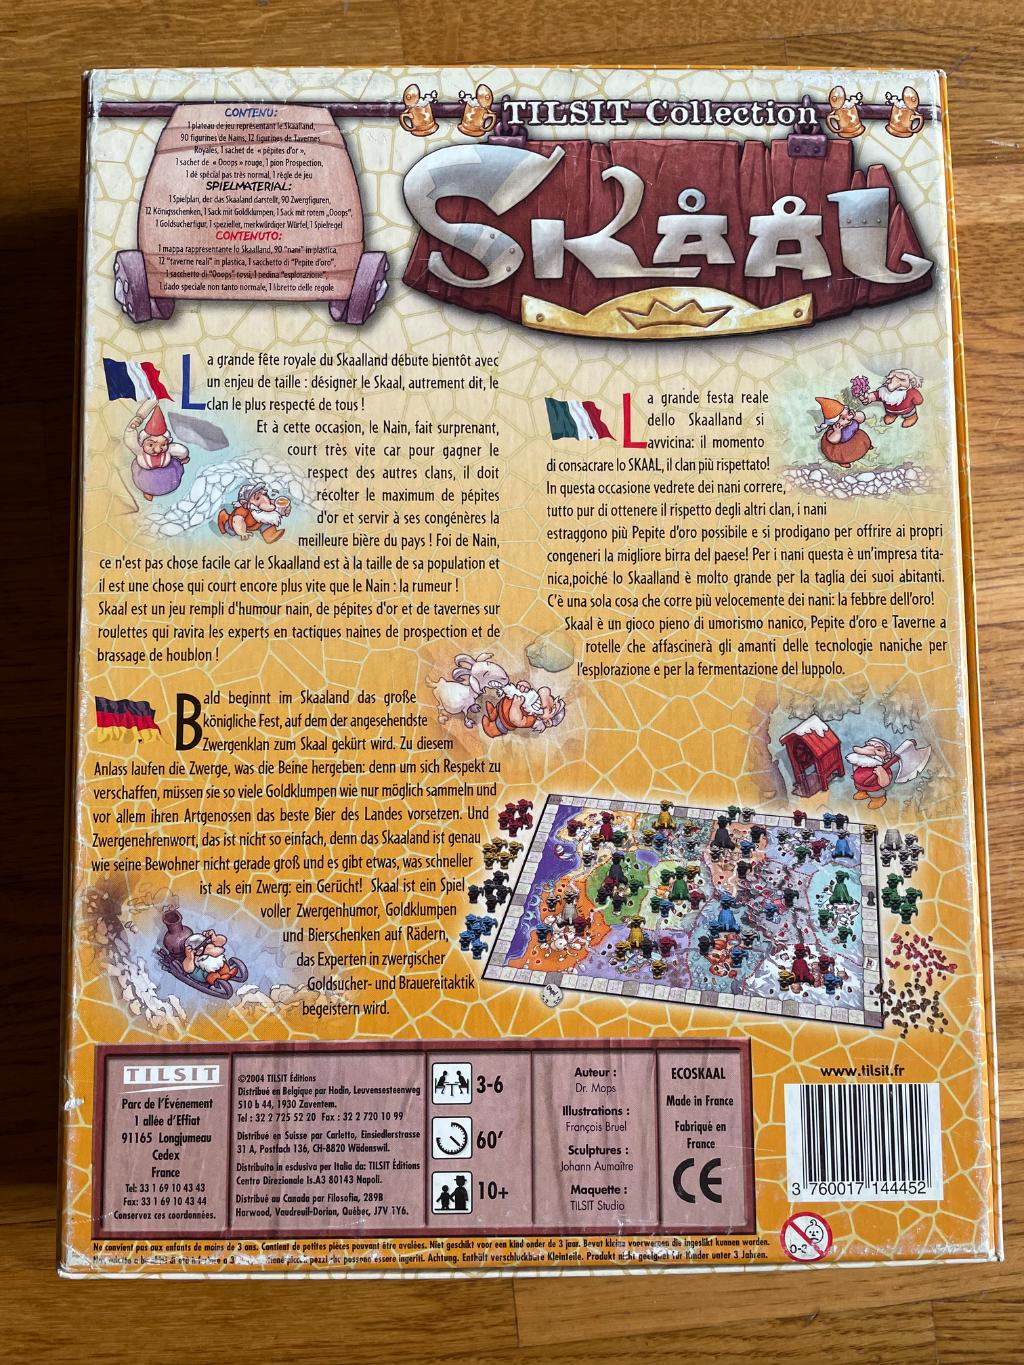 TILSIT Collection
SKÅÅL
CONTENU:
1 plateau de jeu représentant le Skaalland,
90 figurines de Nains, 12 figurines de Tavernes
Royales, 1 sachet de « pépites d'or »,
1 sachet de « Ooops » rouge, 1 pion Prospection,
1 dé spécial pas très normal, 1 règle de jeu
SPIELMATERIAL:
1 Spielplan, der das Skaaland darstellt, 90 Zwergfiguren,
12 Königsschenken, 1 Sack mit Goldklumpen, 1 Sack mit rotem „Ooops",
1 Goldsucherfigur, 1 spezieller, merkwürdiger Würfel, 1 Spielregel
CONTENUTO:
1 mappa rappresentante lo Skaalland, 90 "nani" in plastica,
12 "taverne reali" in plastica, 1 sacchetto di "Pepite d'oro",
1 sacchetto di "Ooops" rossi, 1 pedina "esplorazione",
1 dado speciale non tanto normale, 1 libretto delle regole
La grande fête royale du Skaalland débute bientôt avec
un enjeu de taille : désigner le Skaal, autrement dit, le
clan le plus respecté de tous !
Et à cette occasion, le Nain, fait surprenant,
court très vite car pour gagner le
respect des autres clans, il doit
récolter le maximum de pépites
d'or et servir à ses congénères la
meilleure bière du pays ! Foi de Nain,
ce n'est pas chose facile car le Skaalland est à la taille de sa population et
il est une chose qui court encore plus vite que le Nain : la rumeur !
Skaal est un jeu rempli d'humour nain, de pépites d'or et de tavernes sur
roulettes qui ravira les experts en tactiques naines de prospection et de
brassage de houblon !
La grande festa reale
dello Skaalland si
avvicina: il momento
di consacrare lo SKAAL, il clan più rispettato!
In questa occasione vedrete dei nani correre,
tutto pur di ottenere il rispetto degli altri clan, i nani
estraggono più Pepite d'oro possibile e si prodigano per offrire ai propri
congeneri la migliore birra del paese! Per i nani questa è un'impresa tita-
nica,poiché lo Skaalland è molto grande per la taglia dei suoi abitanti.
C'è una sola cosa che corre più velocemente dei nani: la febbre dell'oro!
Skaal è un gioco pieno di umorismo nanico, Pepite d'oro e Taverne a
rotelle che affascinerà gli amanti delle tecnologie naniche per
l'esplorazione e per la fermentazione del luppolo.
Bald beginnt im Skaaland das große
königliche Fest, auf dem der angesehendste
Zwergenklan zum Skaal gekürt wird. Zu diesem
Anlass laufen die Zwerge, was die Beine hergeben: denn um sich Respekt zu
verschaffen, müssen sie so viele Goldklumpen wie nur möglich sammeln und
vor allem ihren Artgenossen das beste Bier des Landes vorsetzen. Und
Zwergenehrenwort, das ist nicht so einfach, denn das Skaaland ist genau
wie seine Bewohner nicht gerade groß und es gibt etwas, was schneller
ist als ein Zwerg: ein Gerücht! Skaal ist ein Spiel
voller Zwergenhumor, Goldklumpen
und Bierschenken auf Rädern,
das Experten in zwergischer
Goldsucher- und Brauereitaktik
begeistern wird.
TILSIT
Parc de l'Événement
1 allée d'Effiat
91165 Longjumeau
Cedex
France
Tel: 33 1 69 10 43 43
Fax: 33 1 69 10 43 44
Conservez ces coordonnées.
©2004 TILSIT Éditions
Distribué en Belgique par Hodin, Leuvensesteenweg
510 b 44, 1930 Zaventem.
Tel : 32 2 725 52 20 Fax : 32 2 720 10 99
Distribué en Suisse par Carletto, Einsiedlerstrasse
31 A, Postfach 136, CH-8820 Wädenswil.
Distribuito in esclusiva per Italia da: TILSIT Éditions
Centro Direzionale Is.A3 80143 Napoli.
Distribué au Canada par Filosofia, 289B
Harwood, Vaudreuil-Dorion, Québec, J7V 1Y6.
3-6
60'
10+
Auteur :
Dr. Mops
Illustrations :
François Bruel
Sculptures :
Johann Aumaître
Maquette :
TILSIT Studio
ECOSKAAL
Made in France
Fabriqué en
France
CE
www.tilsit.fr
3 760017 144452
0-3
Ne convient pas aux enfants de moins de 3 ans. Contient de petites pièces pouvant être avalées. Niet geschikt voor een kind onder de 3 jaar. Bevat kleine voorwerpen die ingeslikt kunnen worden.
possono essere ingeriti. Achtung. Enthält verschluckbare Kleinteile. Produkt nicht geeignet für Kinder unter 3 Jahren.